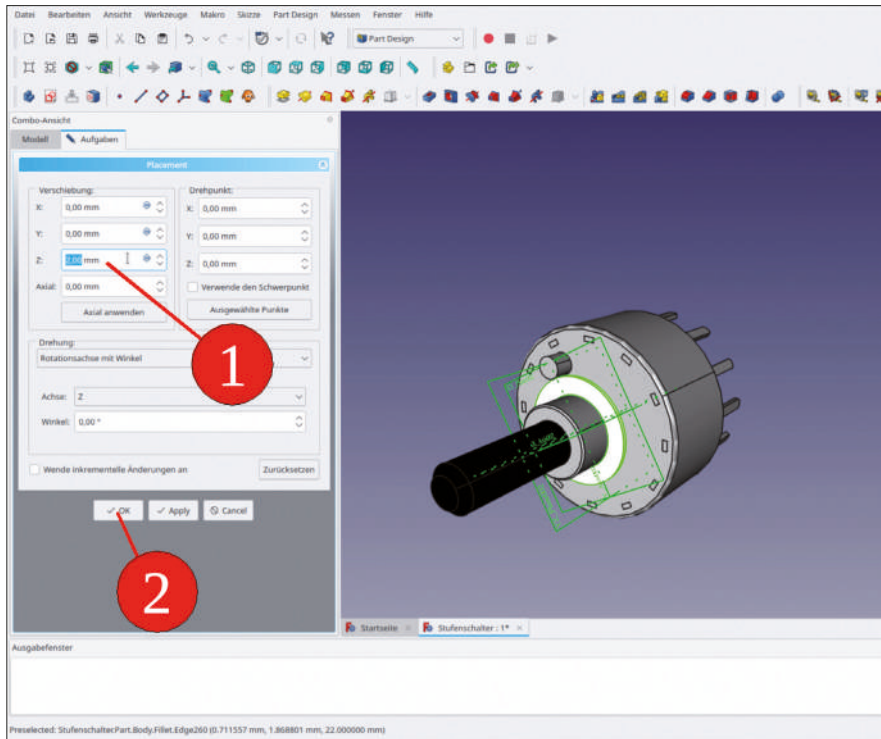 Datei Bearbeiten Ansicht Werkzeuge Makro Skizze Part Design Messen Fenster Hilfe
Part Design
Combo-Ansicht
Modell Aufgaben
Placement
Verschiebung: Drehpunkt:
X: 0,00 mm X: 0,00 mm
Y: 0,00 mm Y: 0,00 mm
Z: 0,00 mm Z: 0,00 mm
Axial: 0,00 mm Verwende den Schwerpunkt
Axial anwenden Ausgewählte Punkte
1
Drehung:
Rotationsachse mit Winkel
Achse: Z
Winkel: 0,00 °
Wende inkrementelle Änderungen an Zurücksetzen
OK Apply Cancel
2
Startseite Stufenschalter : 1*
Ausgabefenster
Preselected: Stufenschalter.Part.Body.Fillet.Edge260 (0.711557 mm, 1.868801 mm, 22.000000 mm)